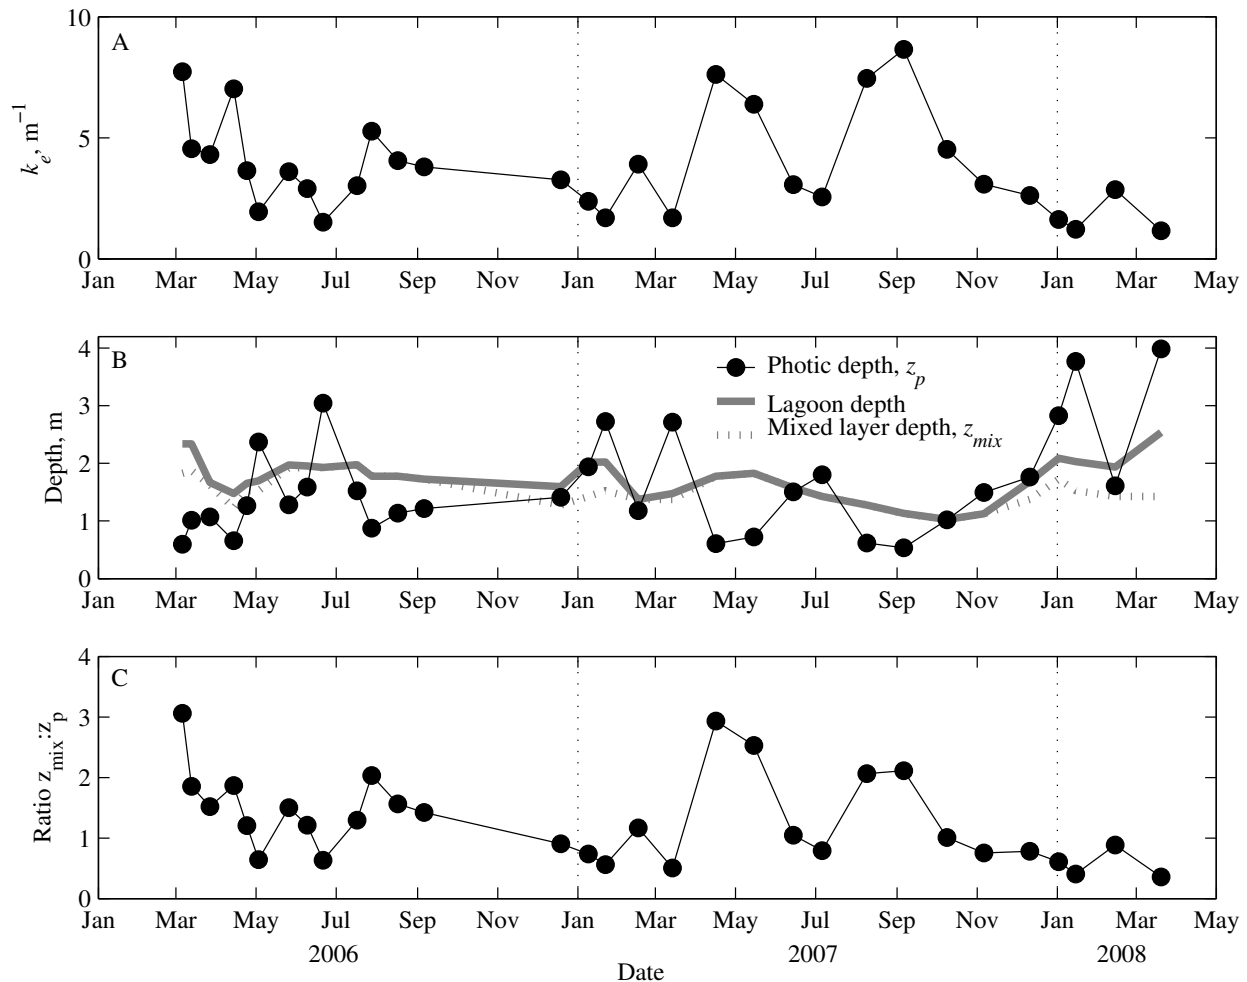 A
10
5
0
k_e, m^−1
Jan Mar May Jul Sep Nov Jan Mar May Jul Sep Nov Jan Mar May
B
4
3
2
1
0
Depth, m
Photic depth, z_p
Lagoon depth
Mixed layer depth, z_mix
Jan Mar May Jul Sep Nov Jan Mar May Jul Sep Nov Jan Mar May
C
4
3
2
1
0
Ratio z_mix:z_p
Jan Mar May Jul Sep Nov Jan Mar May Jul Sep Nov Jan Mar May
2006 2007 2008
Date